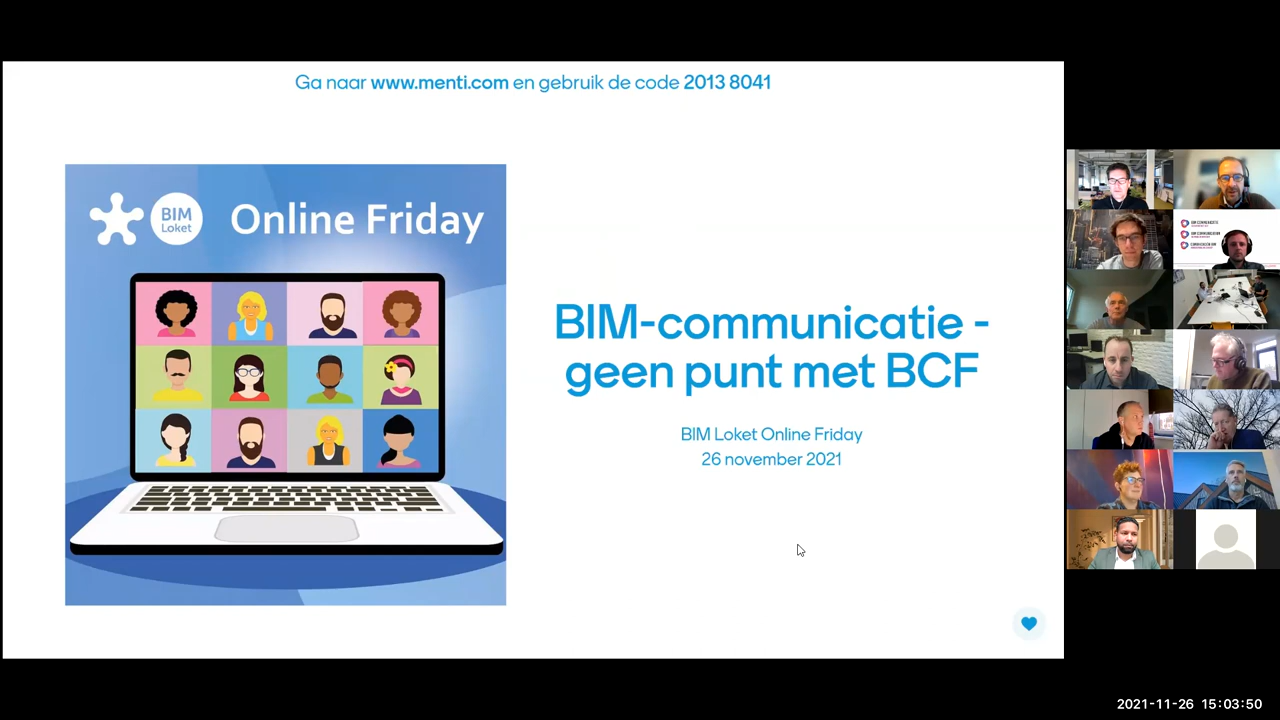 Ga naar www.menti.com en gebruik de code 2013 8041
BIM
Loket
Online Friday
BIM-communicatie -
geen punt met BCF
BIM Loket Online Friday
26 november 2021
2021-11-26 15:03:50